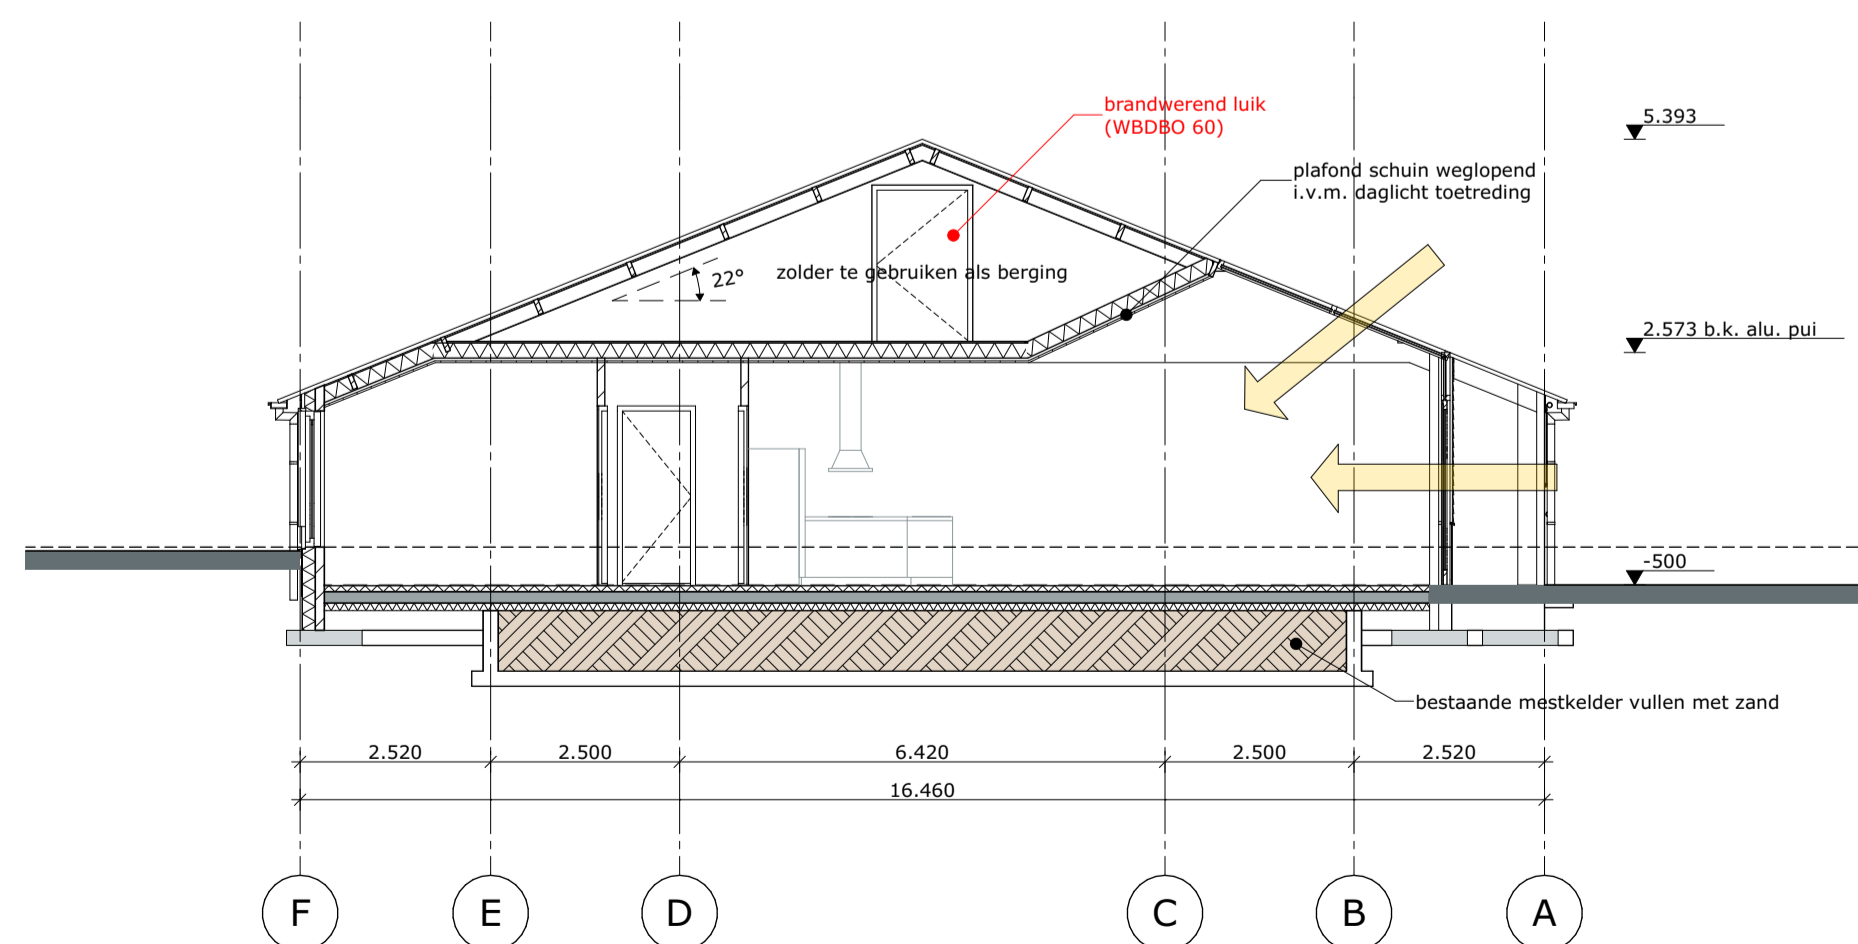 brandwerend luik
(WBDBO 60)
5.393
plafond schuin weglopend
i.v.m. daglicht toetreding
22°
zolder te gebruiken als berging
2.573 b.k. alu. pui
-500
bestaande mestkelder vullen met zand
2.520 2.500 6.420 2.500 2.520
16.460
F E D C B A